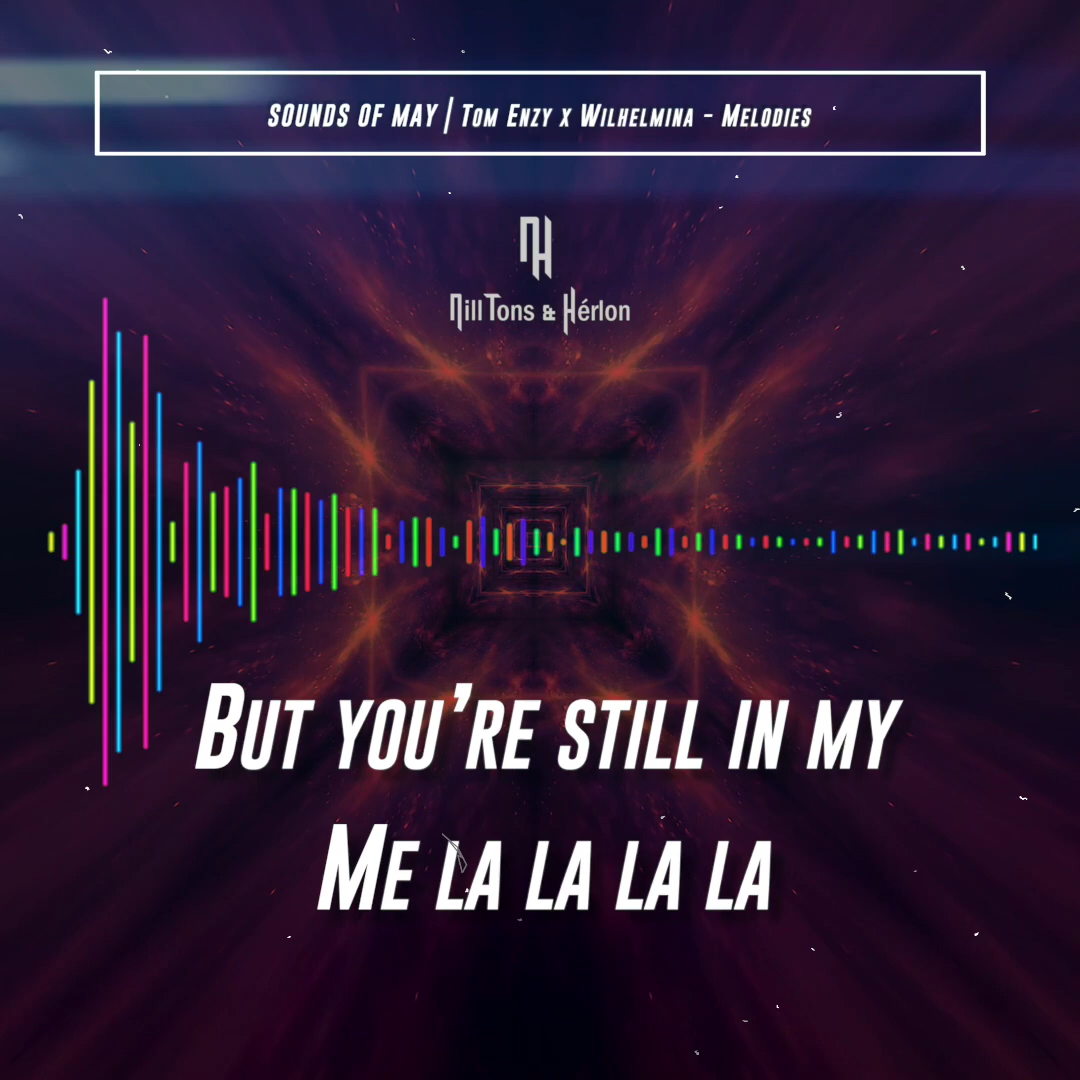 SOUNDS OF MAY | Tom Enzy x Wilhelmina - Melodies
NH
Nill Tons & Hérlon
But you're still in my
Me la la la la